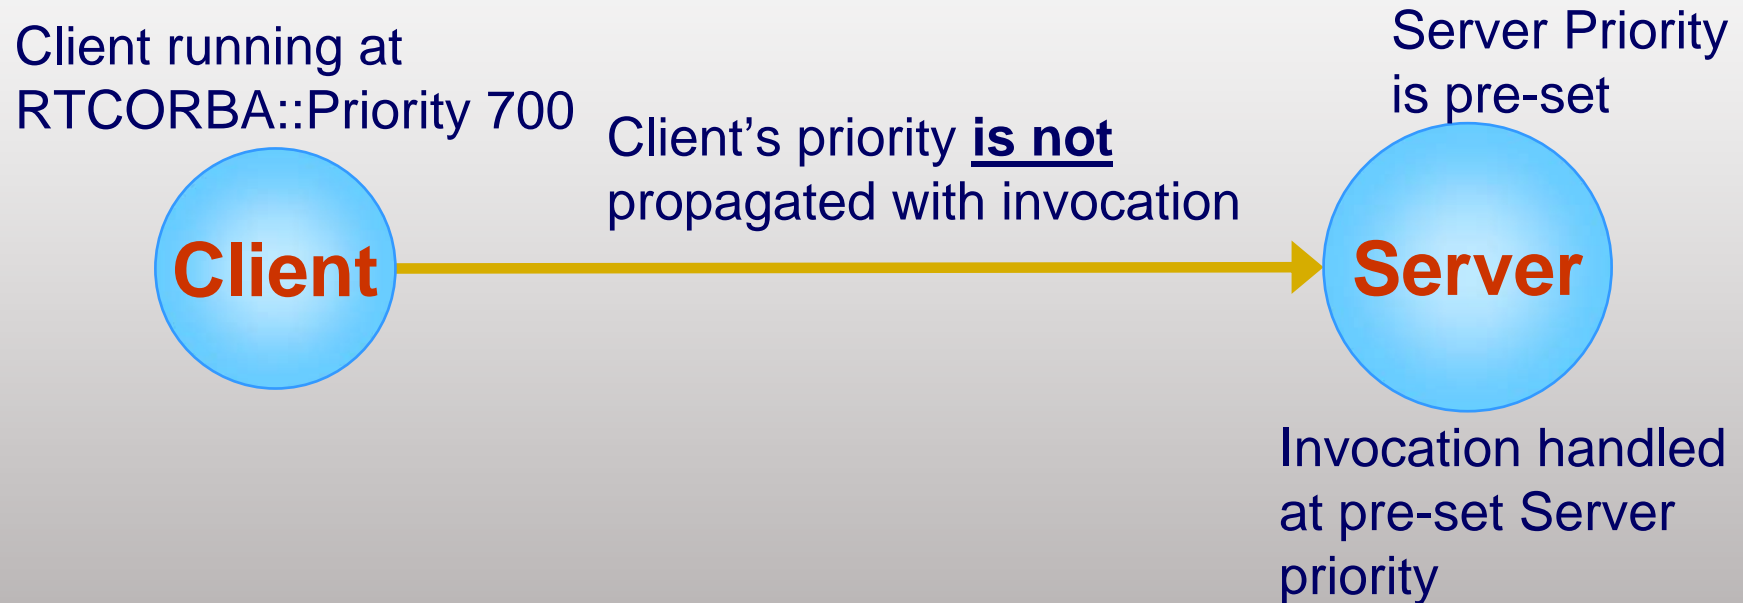 Client running at
RTCORBA::Priority 700
Server Priority
is pre-set
Client’s priority is not
propagated with invocation
Client
Server
Invocation handled
at pre-set Server
priority